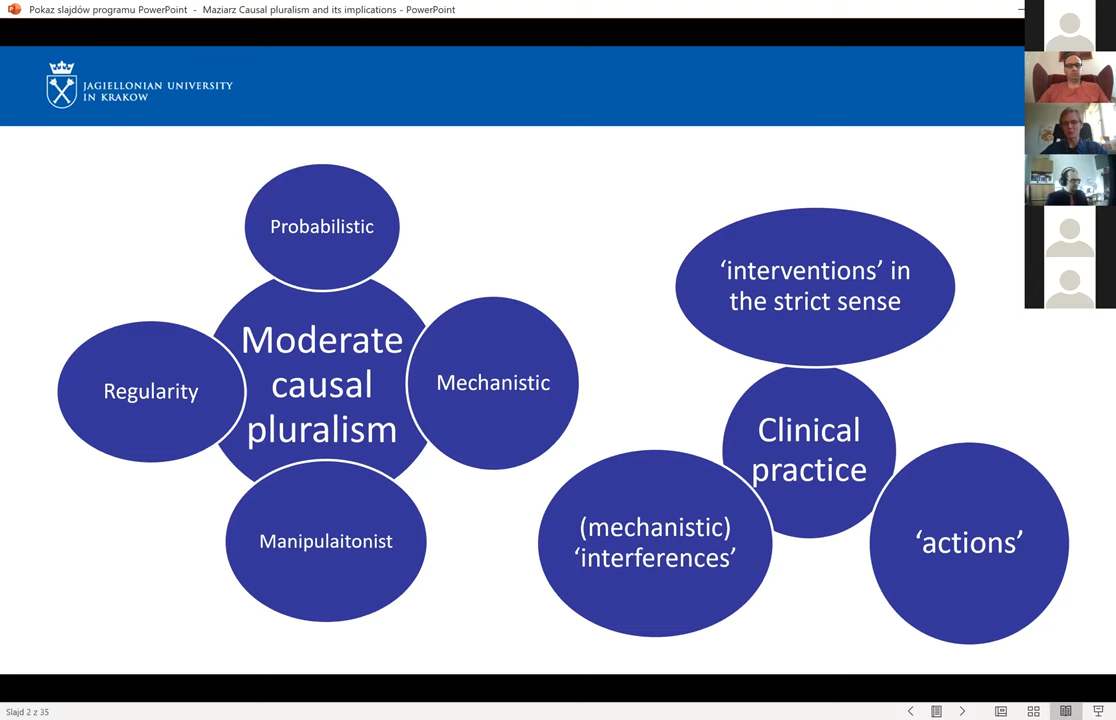 Pokaz slajdów programu PowerPoint - Maziarz Causal pluralism and its implications - PowerPoint
JAGIELLONIAN UNIVERSITY
IN KRAKOW
Probabilistic
Regularity
Moderate
causal
pluralism
Mechanistic
Manipulaitonist
‘interventions’ in
the strict sense
Clinical
practice
(mechanistic)
‘interferences’
‘actions’
Slajd 2 z 35